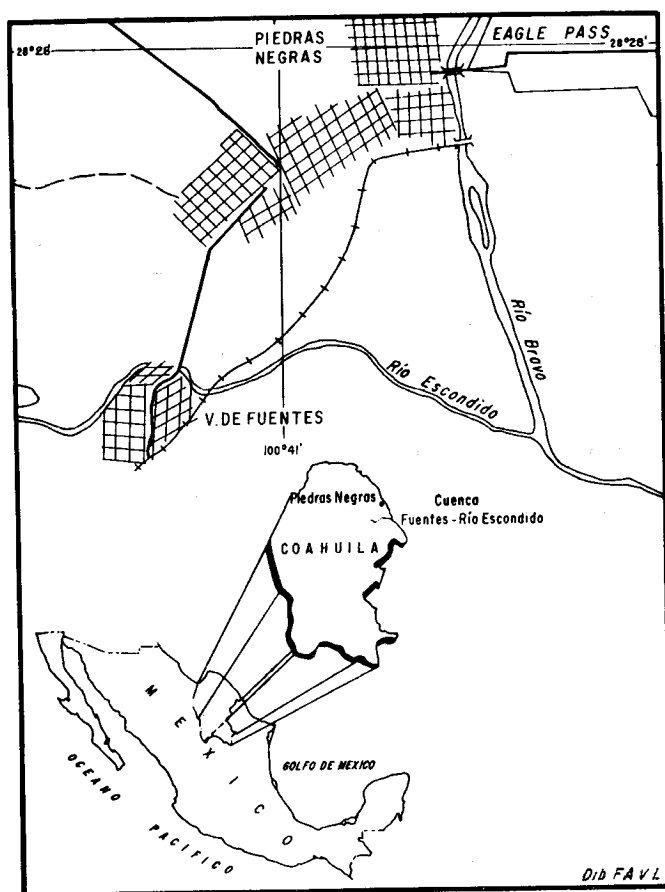 28°28'
PIEDRAS
NEGRAS
EAGLE PASS
28°28'
Río Bravo
Río Escondido
V. DE FUENTES
100°41'
Piedras Negras
Cuenca
Fuentes - Río Escondido
COAHUILA
MEXICO
GOLFO DE MEXICO
OCEANO PACIFICO
Dib FAVL